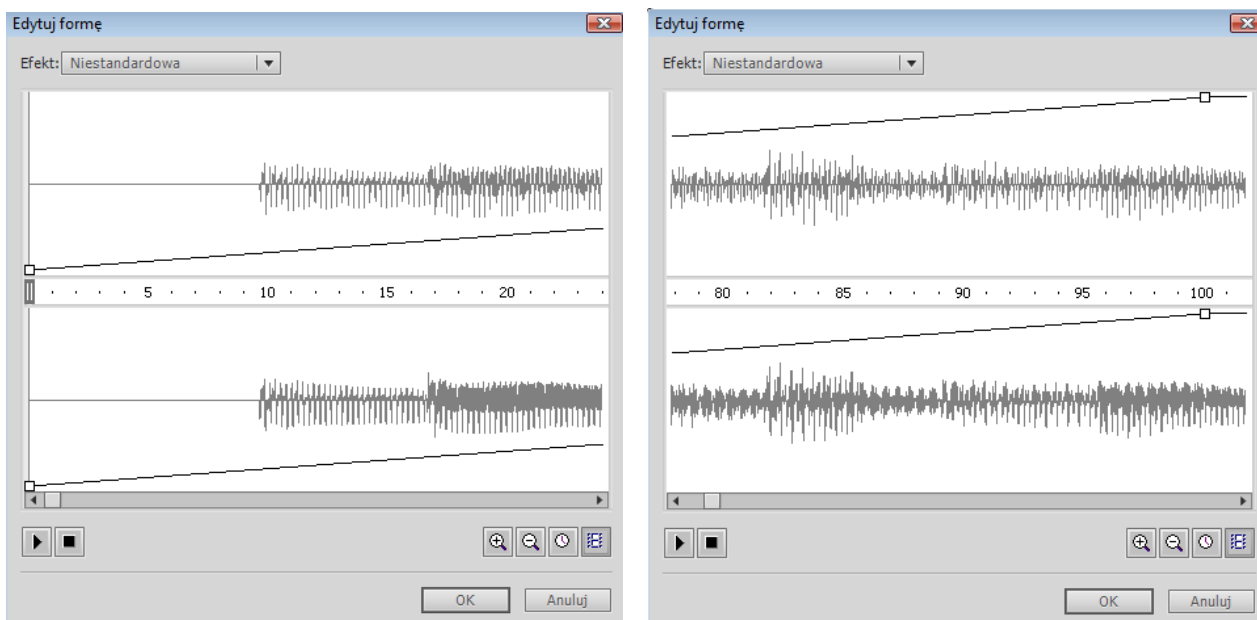 Edytuj formę
Efekt: Niestandardowa
5 10 15 20
OK Anuluj
Edytuj formę
Efekt: Niestandardowa
80 85 90 95 100
OK Anuluj